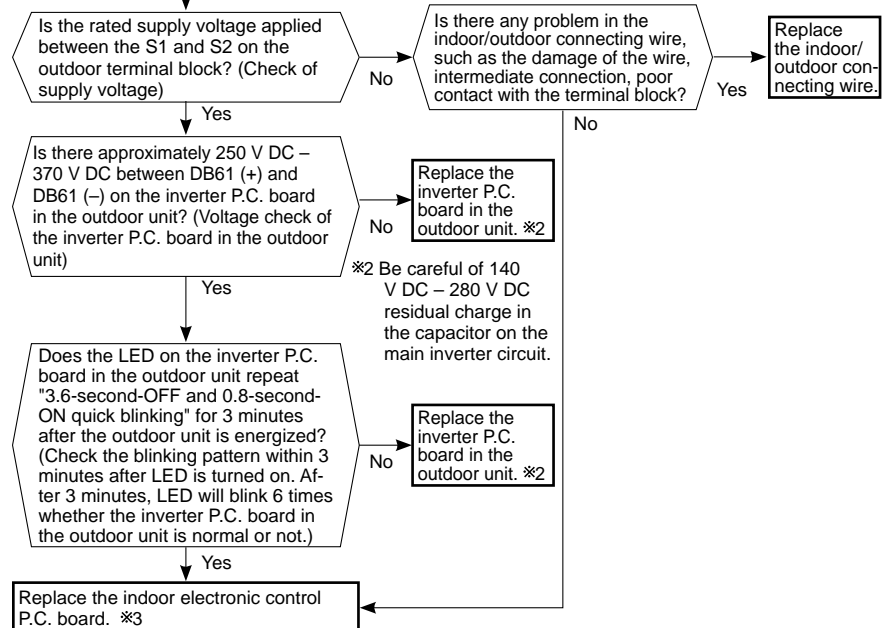 Is the rated supply voltage applied
between the S1 and S2 on the
outdoor terminal block? (Check of
supply voltage)
No
Yes
Is there any problem in the
indoor/outdoor connecting wire,
such as the damage of the wire,
intermediate connection, poor
contact with the terminal block?
Yes
No
Replace
the indoor/
outdoor con-
necting wire.
Is there approximately 250 V DC –
370 V DC between DB61 (+) and
DB61 (–) on the inverter P.C. board
in the outdoor unit? (Voltage check of
the inverter P.C. board in the outdoor
unit)
No
Yes
Replace the
inverter P.C.
board in the
outdoor unit. ※2
※2 Be careful of 140
V DC – 280 V DC
residual charge in
the capacitor on the
main inverter circuit.
Does the LED on the inverter P.C.
board in the outdoor unit repeat
"3.6-second-OFF and 0.8-second-
ON quick blinking" for 3 minutes
after the outdoor unit is energized?
(Check the blinking pattern within 3
minutes after LED is turned on. Af-
ter 3 minutes, LED will blink 6 times
whether the inverter P.C. board in
the outdoor unit is normal or not.)
No
Yes
Replace the
inverter P.C.
board in the
outdoor unit. ※2
Replace the indoor electronic control
P.C. board. ※3